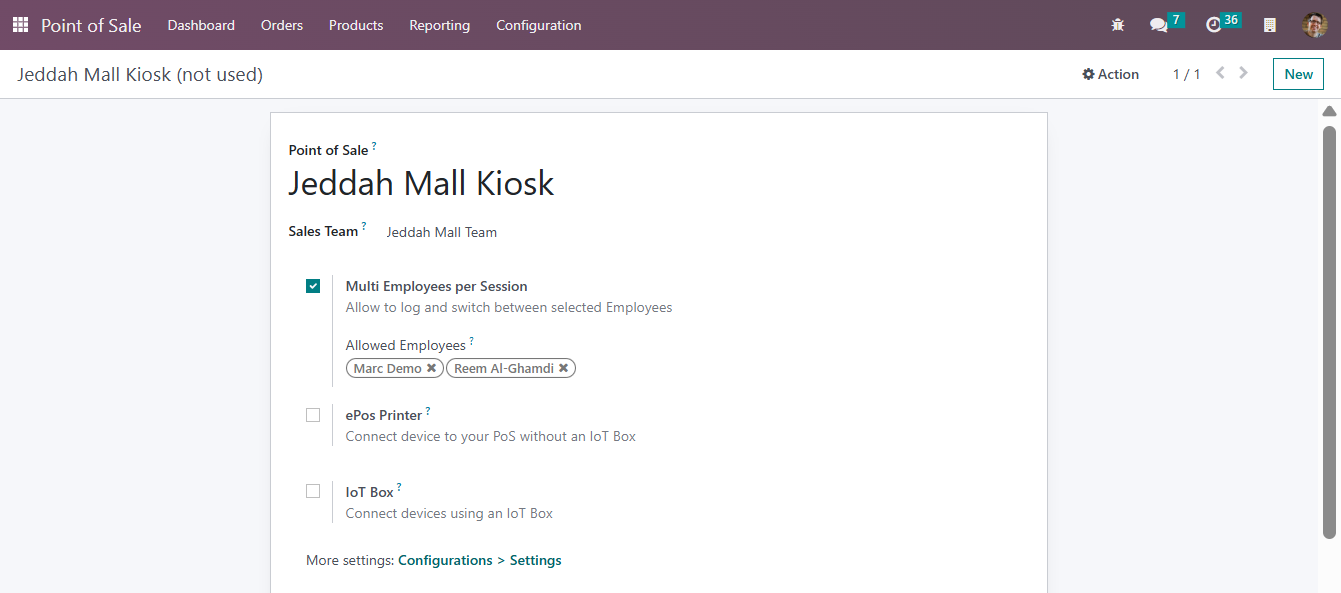 Point of Sale Dashboard Orders Products Reporting Configuration 7 36
Jeddah Mall Kiosk (not used) Action 1 / 1 New
Point of Sale ?
Jeddah Mall Kiosk
Sales Team ? Jeddah Mall Team
Multi Employees per Session
Allow to log and switch between selected Employees
Allowed Employees ?
Marc Demo ✖ Reem Al-Ghamdi ✖
ePos Printer ?
Connect device to your PoS without an IoT Box
IoT Box ?
Connect devices using an IoT Box
More settings: Configurations > Settings